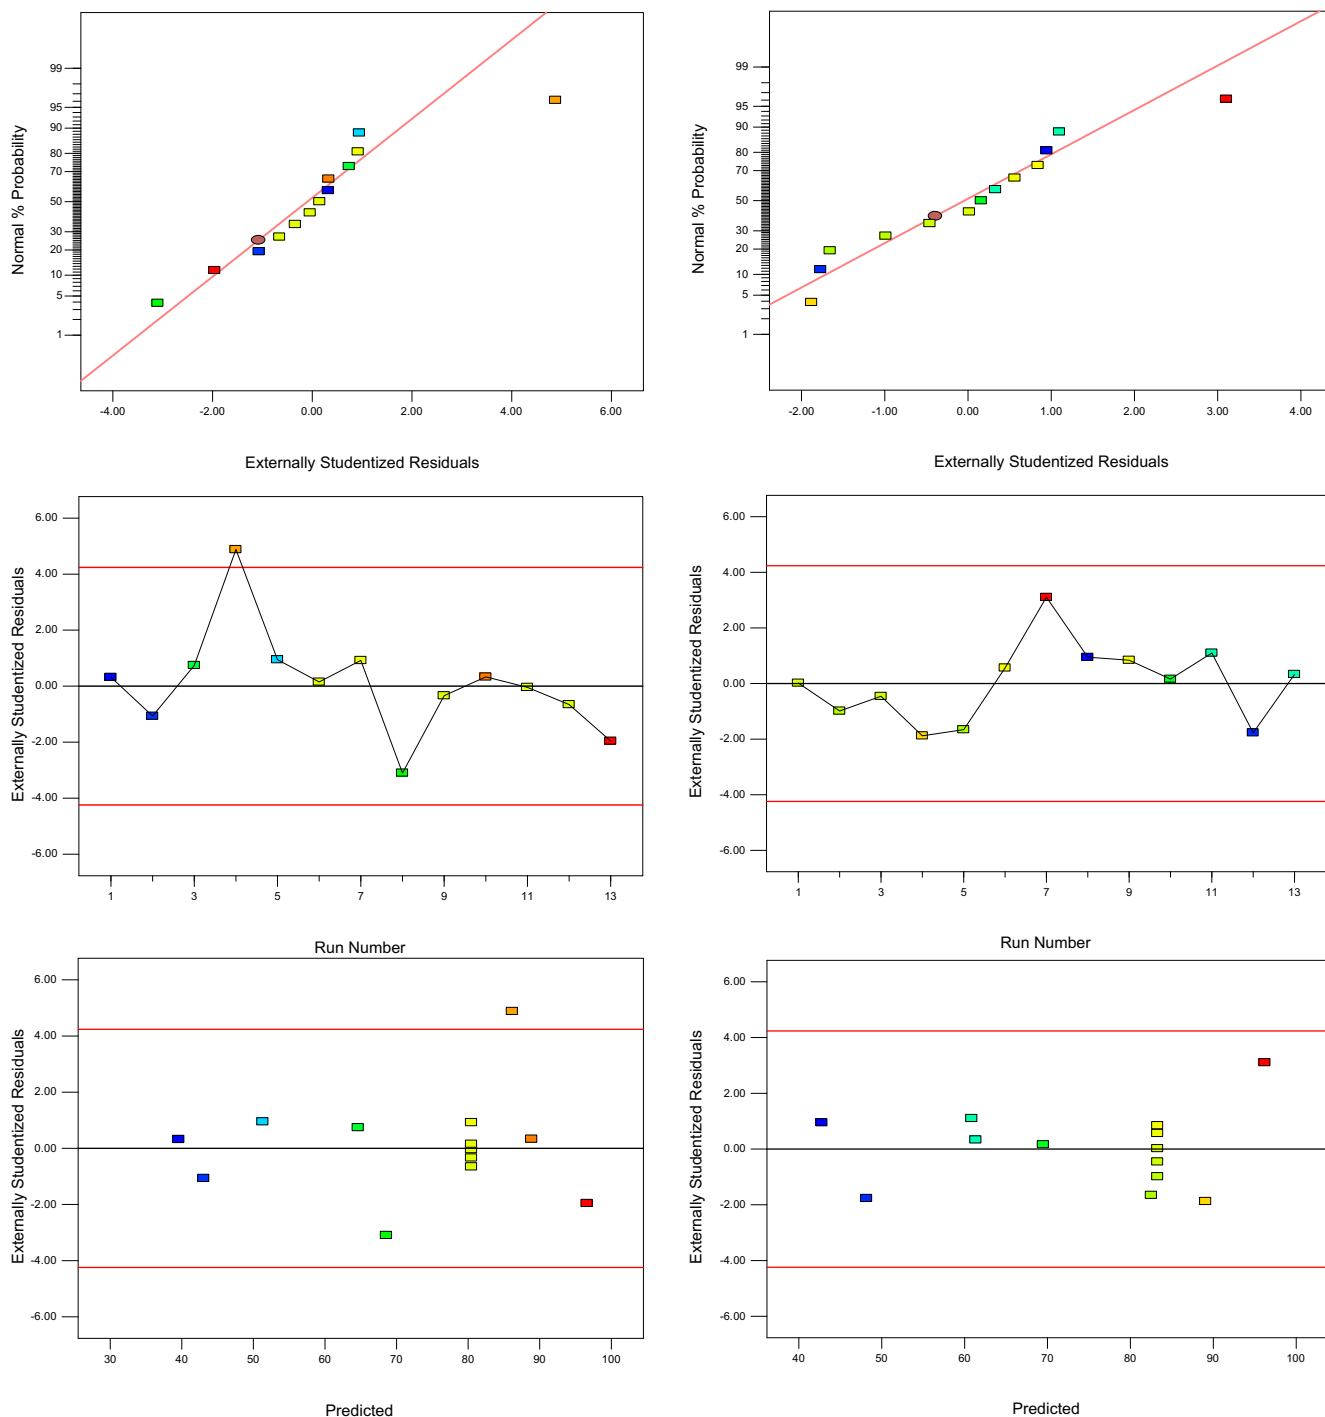 99
95
90
80
70
50
30
20
10
5
1
Normal % Probability
-4.00 -2.00 0.00 2.00 4.00 6.00
Externally Studentized Residuals
99
95
90
80
70
50
30
20
10
5
1
Normal % Probability
-2.00 -1.00 0.00 1.00 2.00 3.00 4.00
Externally Studentized Residuals
6.00
4.00
2.00
0.00
-2.00
-4.00
-6.00
Externally Studentized Residuals
1 3 5 7 9 11 13
Run Number
6.00
4.00
2.00
0.00
-2.00
-4.00
-6.00
Externally Studentized Residuals
1 3 5 7 9 11 13
Run Number
6.00
4.00
2.00
0.00
-2.00
-4.00
-6.00
Externally Studentized Residuals
30 40 50 60 70 80 90 100
Predicted
6.00
4.00
2.00
0.00
-2.00
-4.00
-6.00
Externally Studentized Residuals
40 50 60 70 80 90 100
Predicted